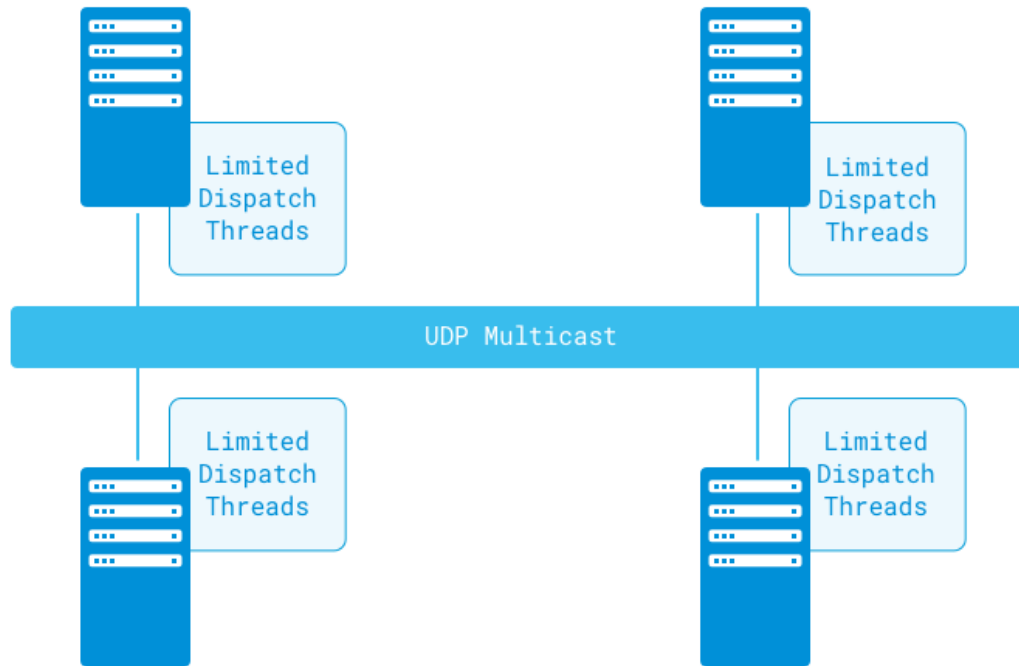 Limited
Dispatch
Threads
Limited
Dispatch
Threads
UDP Multicast
Limited
Dispatch
Threads
Limited
Dispatch
Threads